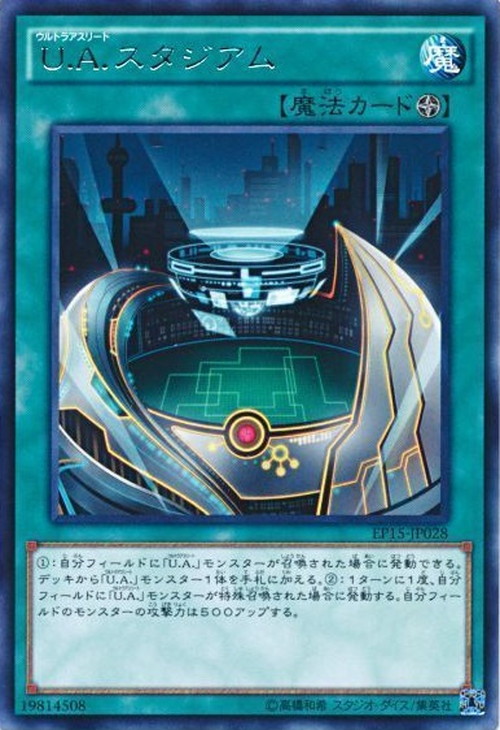 ウルトラアスリート
U.A.スタジアム
魔
【魔法カード】
EP15-JP028
①:自分フィールドに「U.A.」モンスターが召喚された場合に発動できる。
デッキから「U.A.」モンスター1体を手札に加える。②:1ターンに1度、自分
フィールドに「U.A.」モンスターが特殊召喚された場合に発動する。自分フィー
ルドのモンスターの攻撃力は500アップする。
19814508
©高橋和希 スタジオ・ダイス/集英社